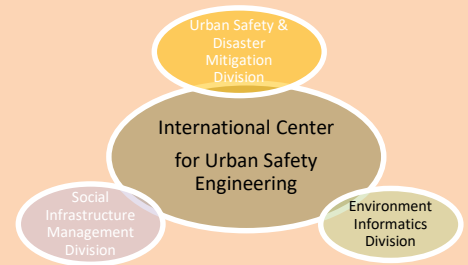 Urban Safety &
Disaster
Mitigation
Division
International Center
for Urban Safety
Engineering
Social
Infrastructure
Management
Division
Environment
Informatics
Division